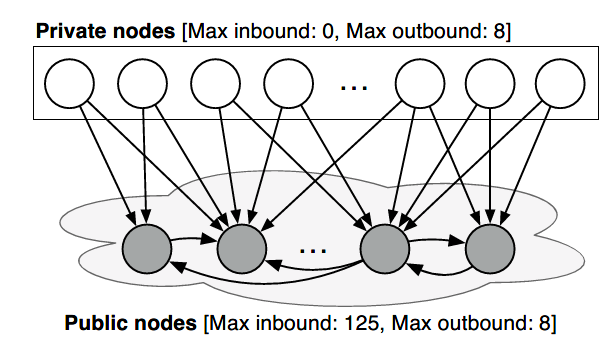 Private nodes [Max inbound: 0, Max outbound: 8]
...
...
Public nodes [Max inbound: 125, Max outbound: 8]